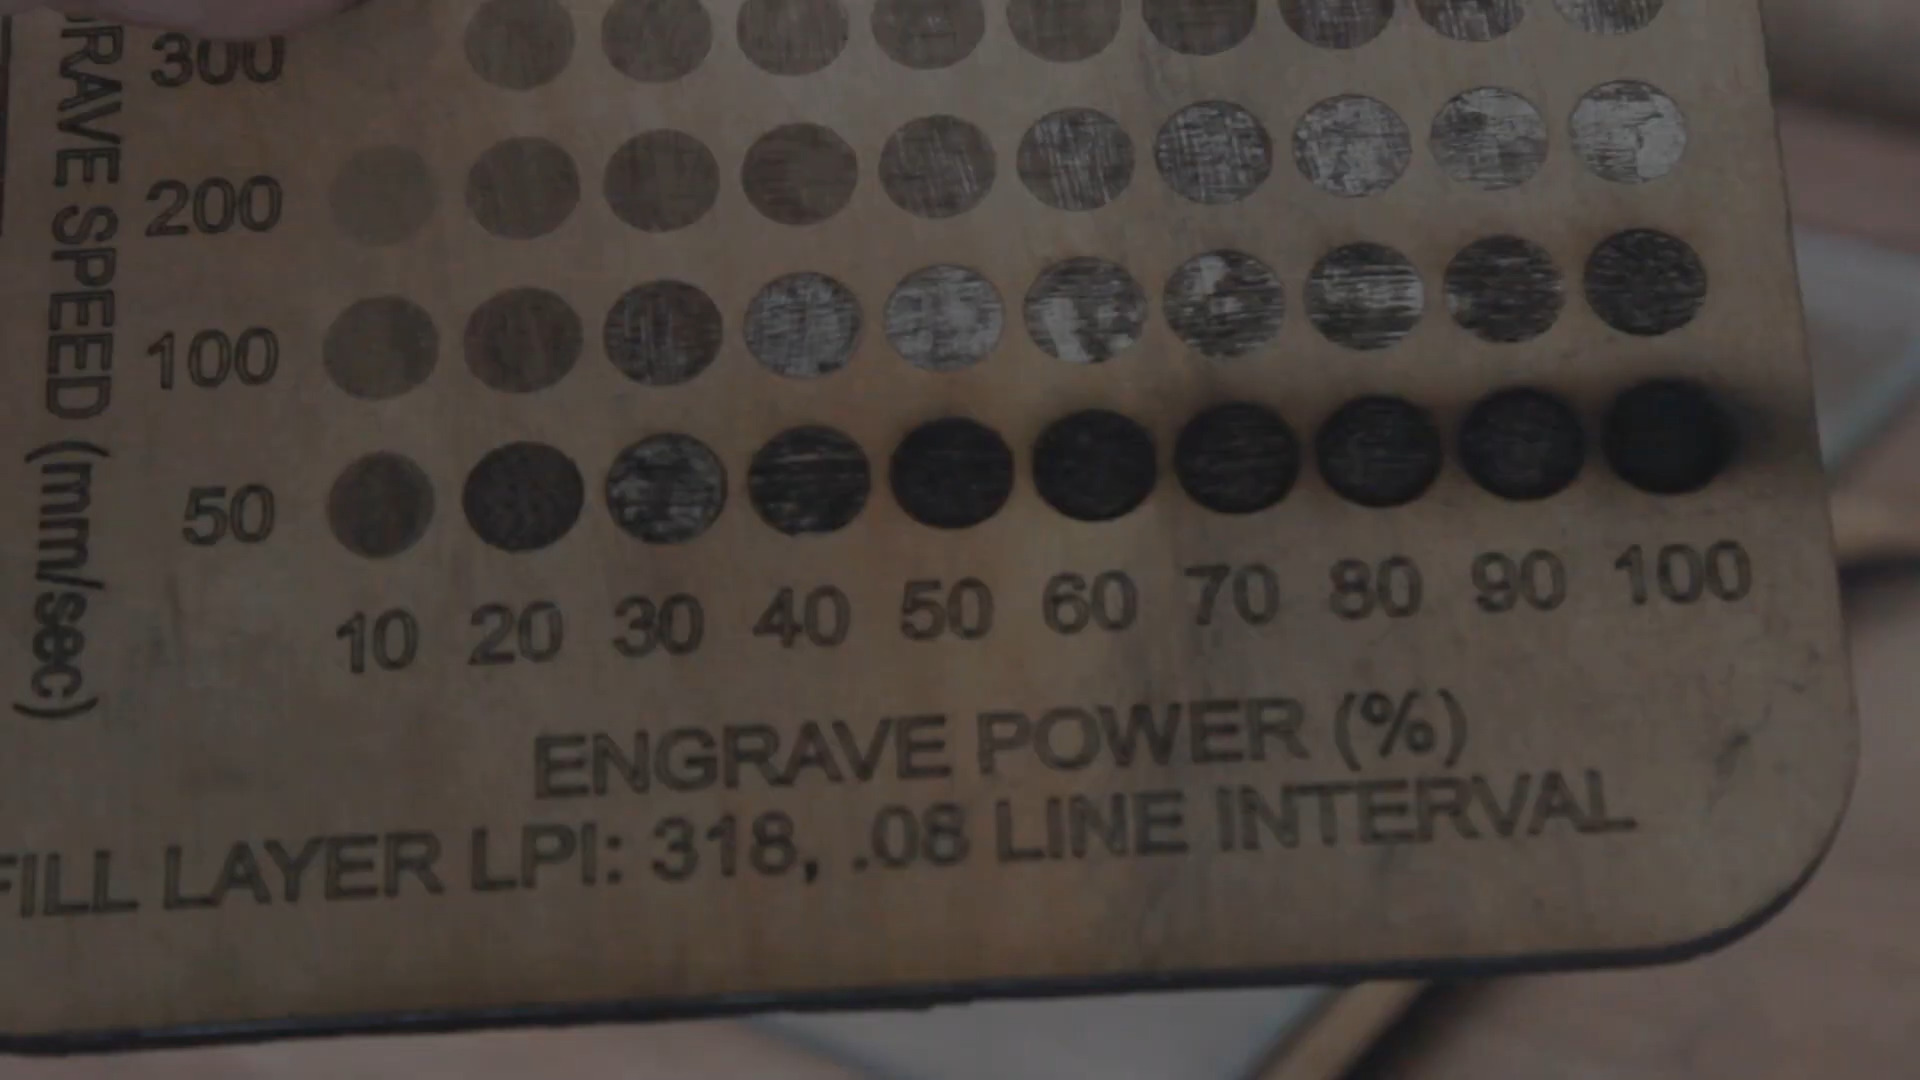 RAVE SPEED (mm/sec)
300
200
100
50
10 20 30 40 50 60 70 80 90 100
ENGRAVE POWER (%)
FILL LAYER LPI: 318, .08 LINE INTERVAL